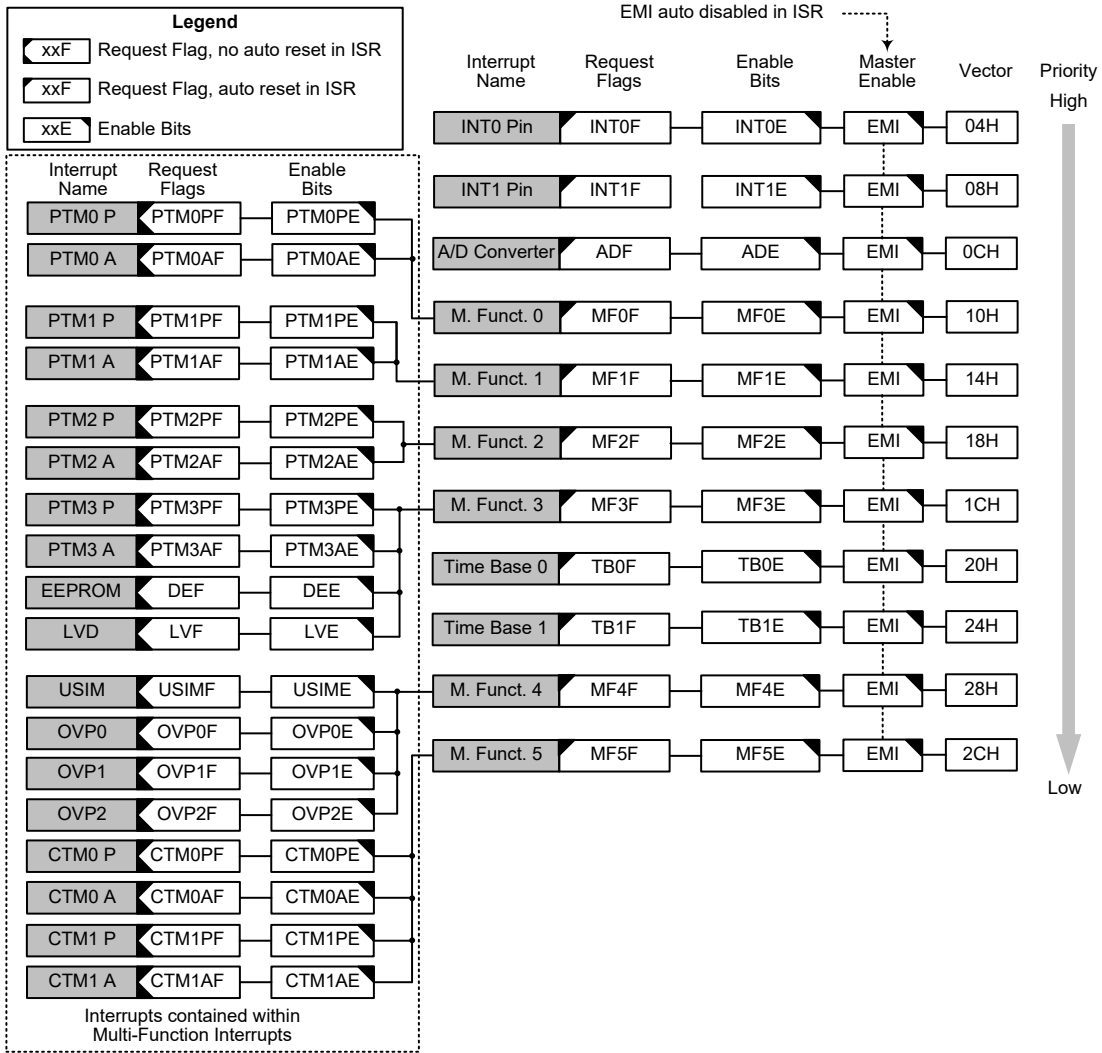 Legend
xxF Request Flag, no auto reset in ISR
xxF Request Flag, auto reset in ISR
xxE Enable Bits
EMI auto disabled in ISR
Interrupt Name
Request Flags
Enable Bits
Master Enable
Vector
Priority
High
INT0 Pin INT0F INT0E EMI 04H
INT1 Pin INT1F INT1E EMI 08H
A/D Converter ADF ADE EMI 0CH
M. Funct. 0 MF0F MF0E EMI 10H
M. Funct. 1 MF1F MF1E EMI 14H
M. Funct. 2 MF2F MF2E EMI 18H
M. Funct. 3 MF3F MF3E EMI 1CH
Time Base 0 TB0F TB0E EMI 20H
Time Base 1 TB1F TB1E EMI 24H
M. Funct. 4 MF4F MF4E EMI 28H
M. Funct. 5 MF5F MF5E EMI 2CH
Low
Interrupt Name
Request Flags
Enable Bits
PTM0 P PTM0PF PTM0PE
PTM0 A PTM0AF PTM0AE
PTM1 P PTM1PF PTM1PE
PTM1 A PTM1AF PTM1AE
PTM2 P PTM2PF PTM2PE
PTM2 A PTM2AF PTM2AE
PTM3 P PTM3PF PTM3PE
PTM3 A PTM3AF PTM3AE
EEPROM DEF DEE
LVD LVF LVE
USIM USIMF USIME
OVP0 OVP0F OVP0E
OVP1 OVP1F OVP1E
OVP2 OVP2F OVP2E
CTM0 P CTM0PF CTM0PE
CTM0 A CTM0AF CTM0AE
CTM1 P CTM1PF CTM1PE
CTM1 A CTM1AF CTM1AE
Interrupts contained within
Multi-Function Interrupts